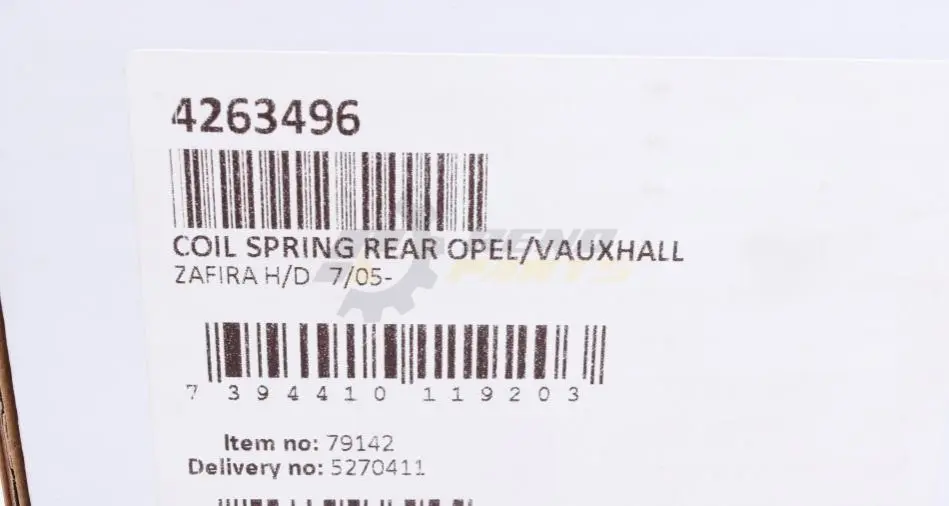 4263496
COIL SPRING REAR OPEL/VAUXHALL
ZAFIRA H/D 7/05-
7 394410 119203
Item no: 79142
Delivery no: 5270411